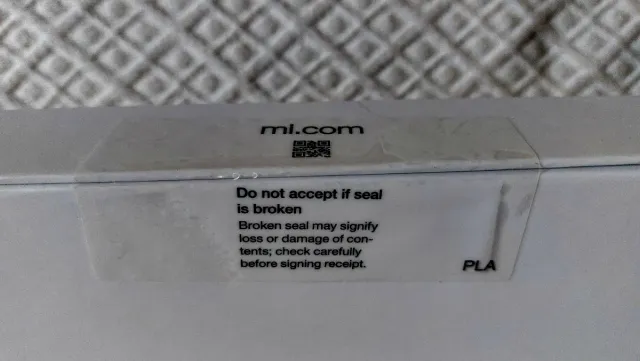 mi.com
Do not accept if seal
is broken
Broken seal may signify
loss or damage of con-
tents; check carefully
before signing receipt.
PLA